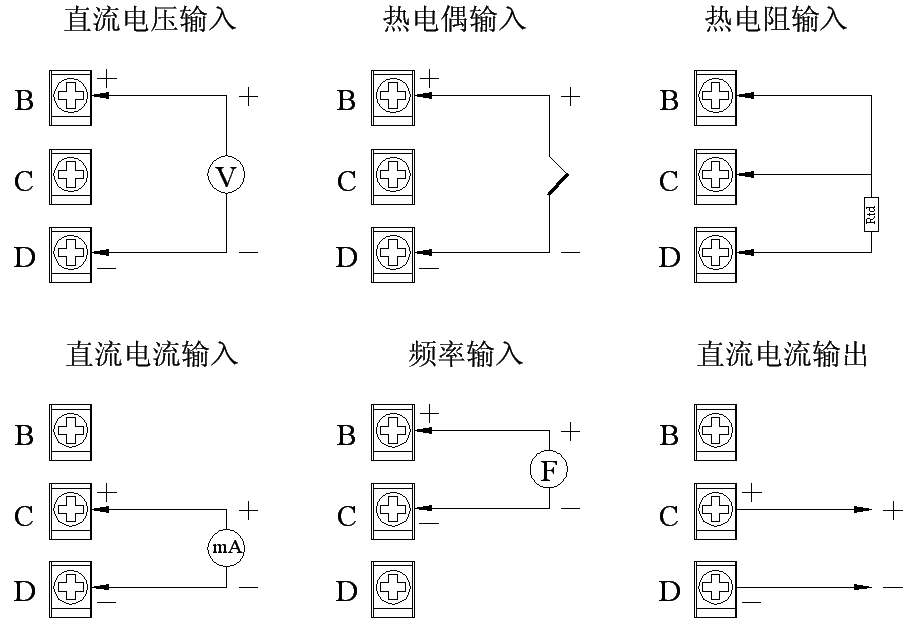 直流电压输入
B + +
C V
D - -
热电偶输入
B + +
C
D - -
热电阻输入
B
C
Rtd
D
直流电流输入
B
C + +
mA
D - -
频率输入
B + +
F
C - -
D
直流电流输出
B
C + +
D - -